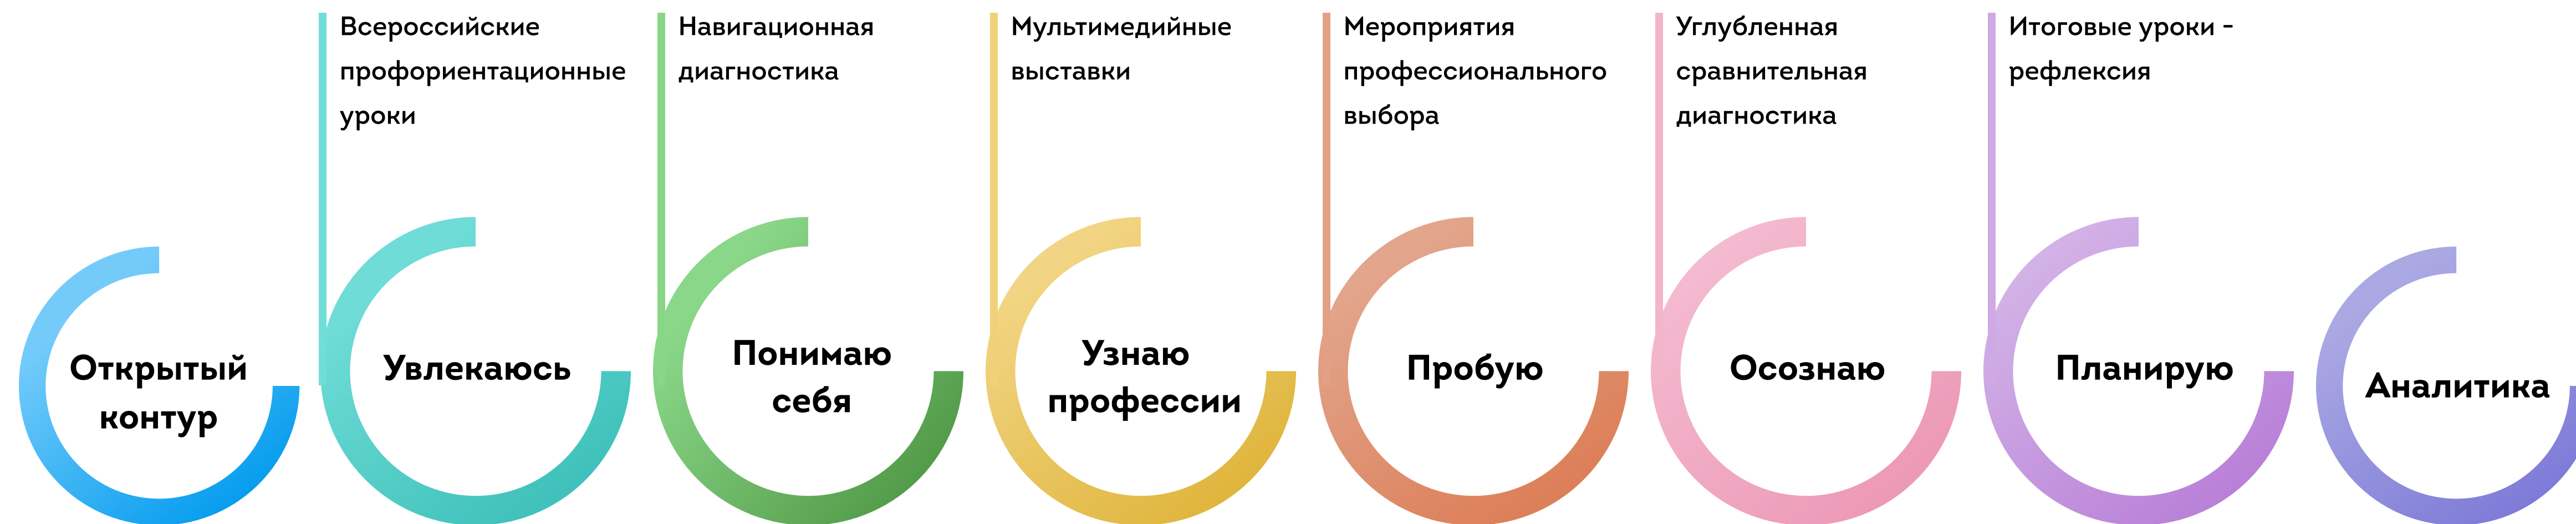 Всероссийские
профориентационные
уроки
Навигационная
диагностика
Мультимедийные
выставки
Мероприятия
профессионального
выбора
Углубленная
сравнительная
диагностика
Итоговые уроки -
рефлексия
Открытый
контур
Увлекаюсь
Понимаю
себя
Узнаю
профессии
Пробую
Осознаю
Планирую
Аналитика